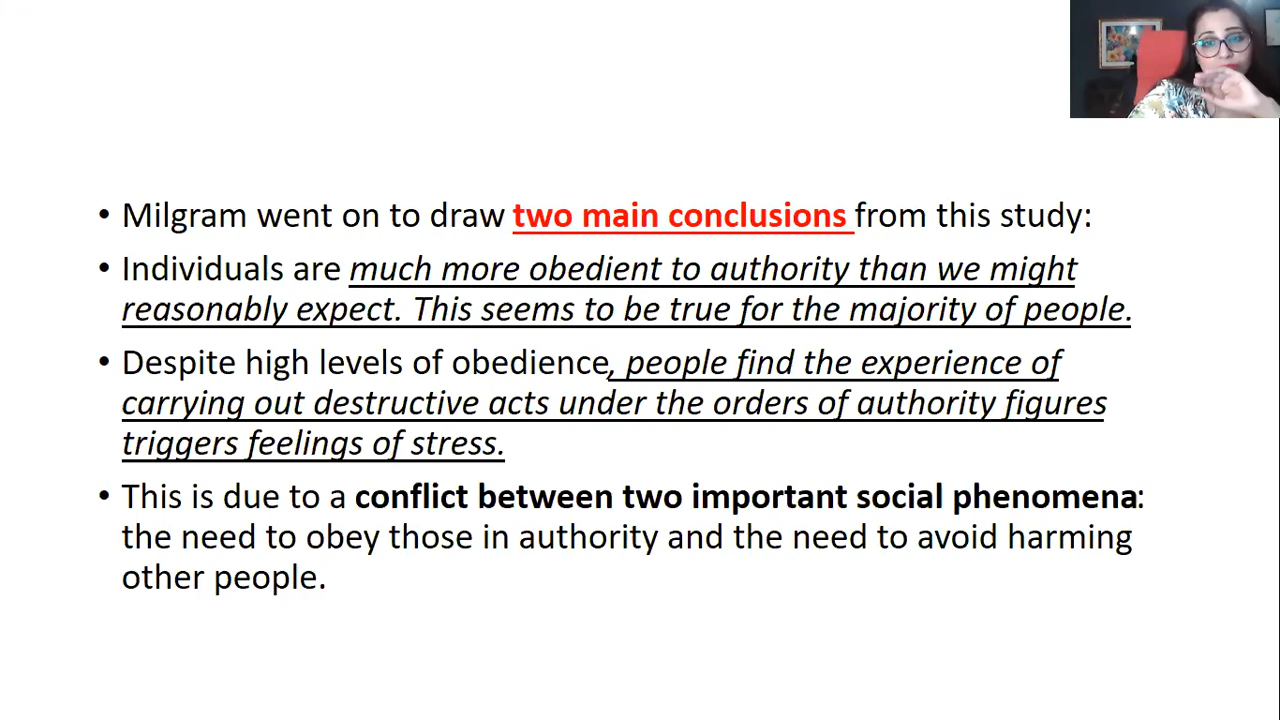 • Milgram went on to draw two main conclusions from this study:
• Individuals are much more obedient to authority than we might
reasonably expect. This seems to be true for the majority of people.
• Despite high levels of obedience, people find the experience of
carrying out destructive acts under the orders of authority figures
triggers feelings of stress.
• This is due to a conflict between two important social phenomena:
the need to obey those in authority and the need to avoid harming
other people.